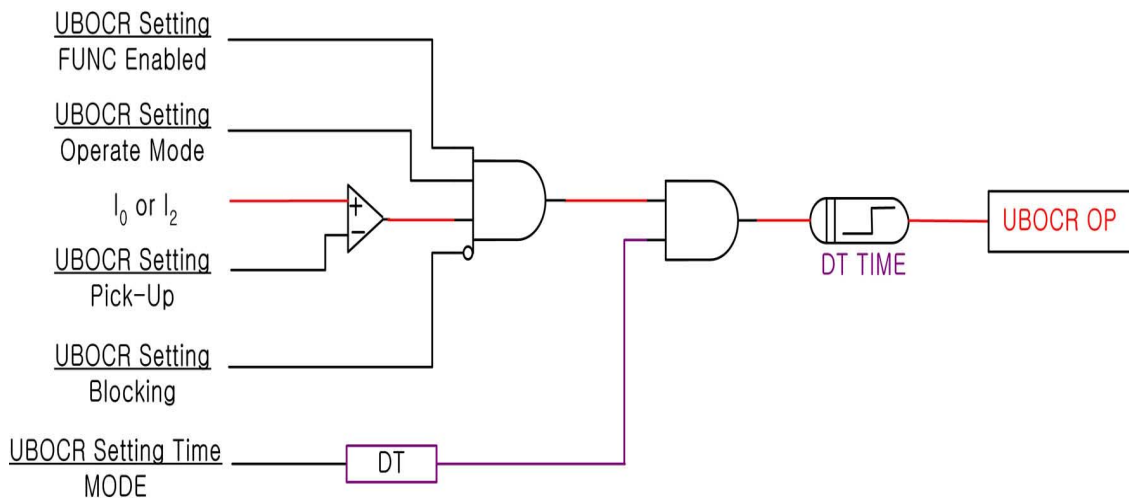 UBOCR Setting
FUNC Enabled
UBOCR Setting
Operate Mode
I₀ or I₂
+
−
UBOCR Setting
Pick-Up
UBOCR Setting
Blocking
UBOCR Setting Time
MODE
DT
DT TIME
UBOCR OP